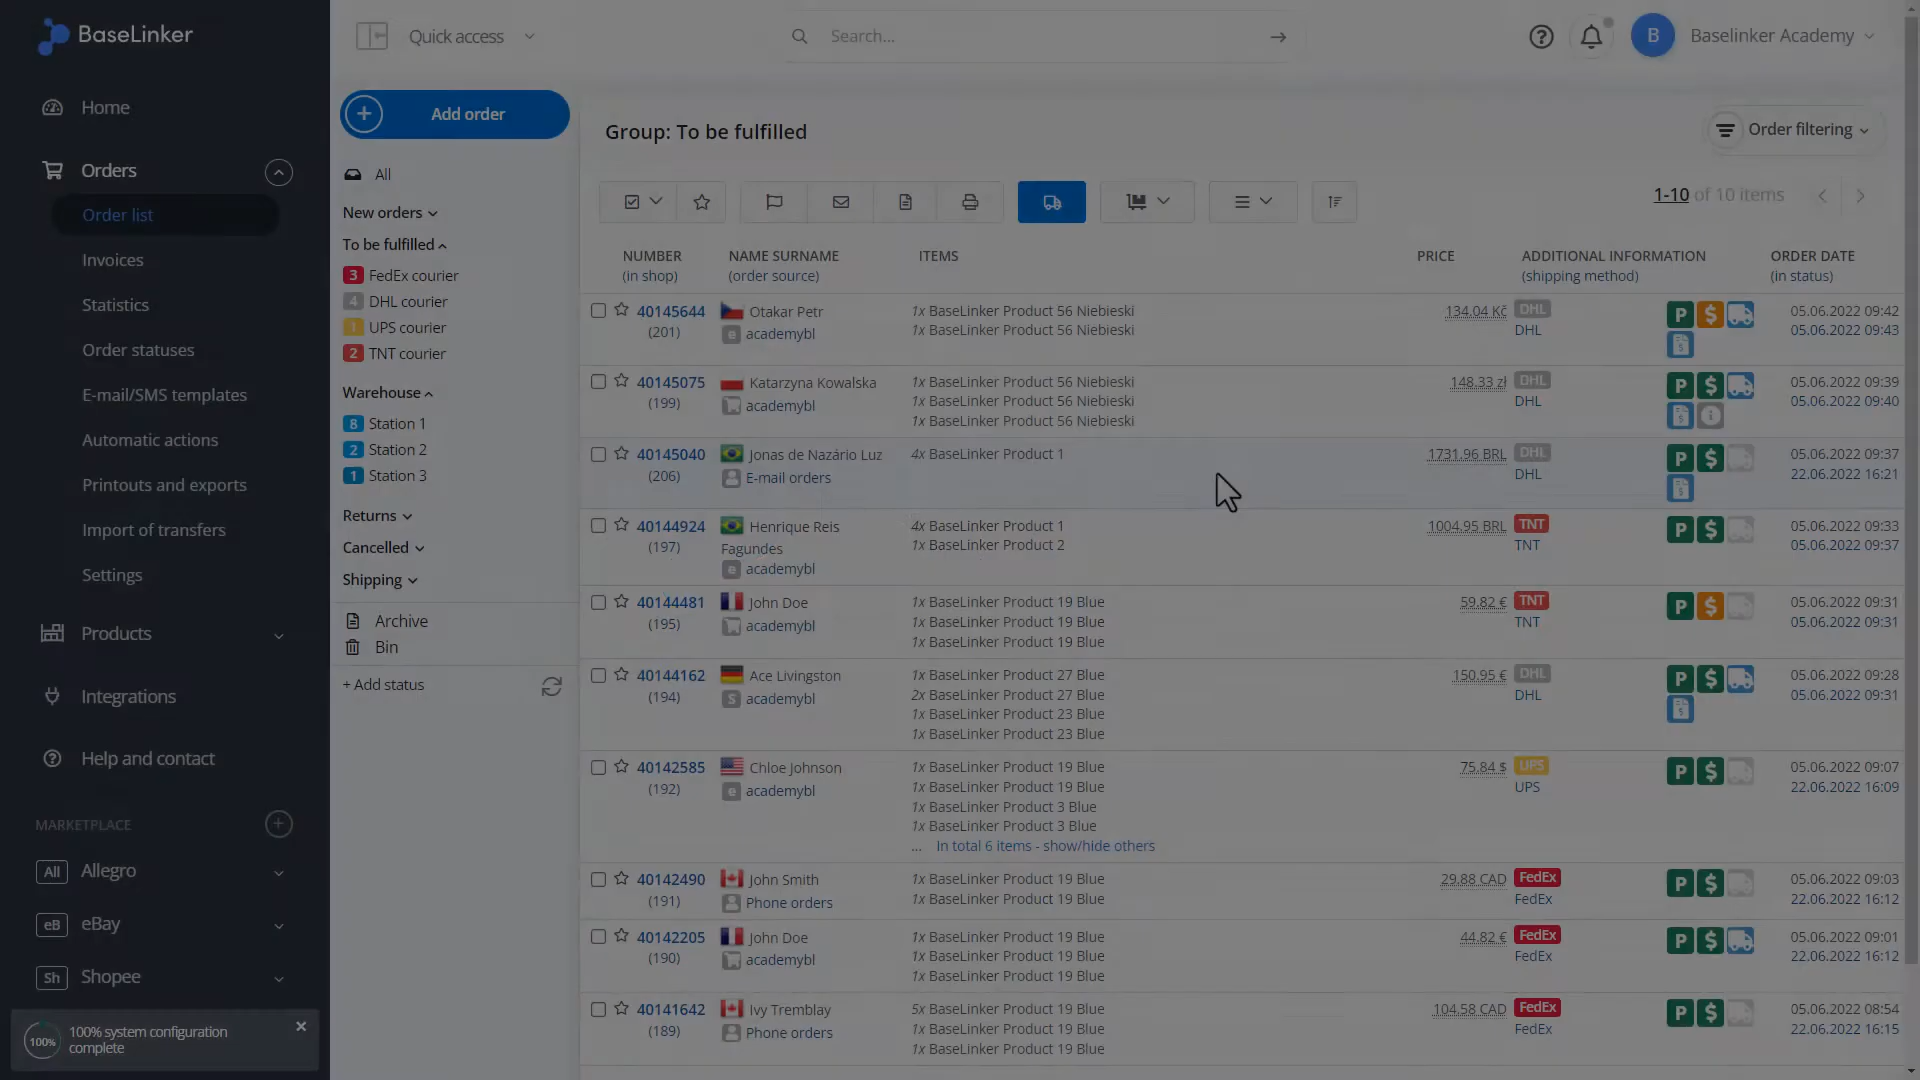 BaseLinker
Quick access
Search...
B
Baselinker Academy
Home
Orders
Order list
Invoices
Statistics
Order statuses
E-mail/SMS templates
Automatic actions
Printouts and exports
Import of transfers
Settings
Products
Integrations
Help and contact
MARKETPLACE
All Allegro
eB eBay
Sh Shopee
100%
100% system configuration
complete
Add order
All
New orders
To be fulfilled
3 FedEx courier
4 DHL courier
1 UPS courier
2 TNT courier
Warehouse
8 Station 1
2 Station 2
1 Station 3
Returns
Cancelled
Shipping
Archive
Bin
+ Add status
Group: To be fulfilled
Order filtering
1-10 of 10 items
NUMBER NAME SURNAME ITEMS PRICE ADDITIONAL INFORMATION ORDER DATE
(in shop) (order source) (shipping method) (in status)
40145644 Otakar Petr 1x BaseLinker Product 56 Niebieski 134.04 Kč DHL P $ 05.06.2022 09:42
(201) e academybl 1x BaseLinker Product 56 Niebieski DHL 05.06.2022 09:43
40145075 Katarzyna Kowalska 1x BaseLinker Product 56 Niebieski 148.33 zł DHL P $ 05.06.2022 09:39
(199) academybl 1x BaseLinker Product 56 Niebieski DHL 05.06.2022 09:40
1x BaseLinker Product 56 Niebieski
40145040 Jonas de Nazário Luz 4x BaseLinker Product 1 1731.96 BRL DHL P $ 05.06.2022 09:37
(206) E-mail orders DHL 22.06.2022 16:21
40144924 Henrique Reis 4x BaseLinker Product 1 1004.95 BRL TNT P $ 05.06.2022 09:33
(197) Fagundes 1x BaseLinker Product 2 TNT 05.06.2022 09:37
e academybl
40144481 John Doe 1x BaseLinker Product 19 Blue 59.82 € TNT P $ 05.06.2022 09:31
(195) academybl 1x BaseLinker Product 19 Blue TNT 05.06.2022 09:31
1x BaseLinker Product 19 Blue
40144162 Ace Livingston 1x BaseLinker Product 27 Blue 150.95 € DHL P $ 05.06.2022 09:28
(194) S academybl 2x BaseLinker Product 27 Blue DHL 05.06.2022 09:31
1x BaseLinker Product 23 Blue
1x BaseLinker Product 23 Blue
40142585 Chloe Johnson 1x BaseLinker Product 19 Blue 75.84 $ UPS P $ 05.06.2022 09:07
(192) e academybl 1x BaseLinker Product 19 Blue UPS 22.06.2022 16:09
1x BaseLinker Product 3 Blue
1x BaseLinker Product 3 Blue
... In total 6 items - show/hide others
40142490 John Smith 1x BaseLinker Product 19 Blue 29.88 CAD FedEx P $ 05.06.2022 09:03
(191) Phone orders 1x BaseLinker Product 19 Blue FedEx 22.06.2022 16:12
40142205 John Doe 1x BaseLinker Product 19 Blue 44.82 € FedEx P $ 05.06.2022 09:01
(190) academybl 1x BaseLinker Product 19 Blue FedEx 22.06.2022 16:12
1x BaseLinker Product 19 Blue
40141642 Ivy Tremblay 5x BaseLinker Product 19 Blue 104.58 CAD FedEx P $ 05.06.2022 08:54
(189) Phone orders 1x BaseLinker Product 19 Blue FedEx 22.06.2022 16:15
1x BaseLinker Product 19 Blue